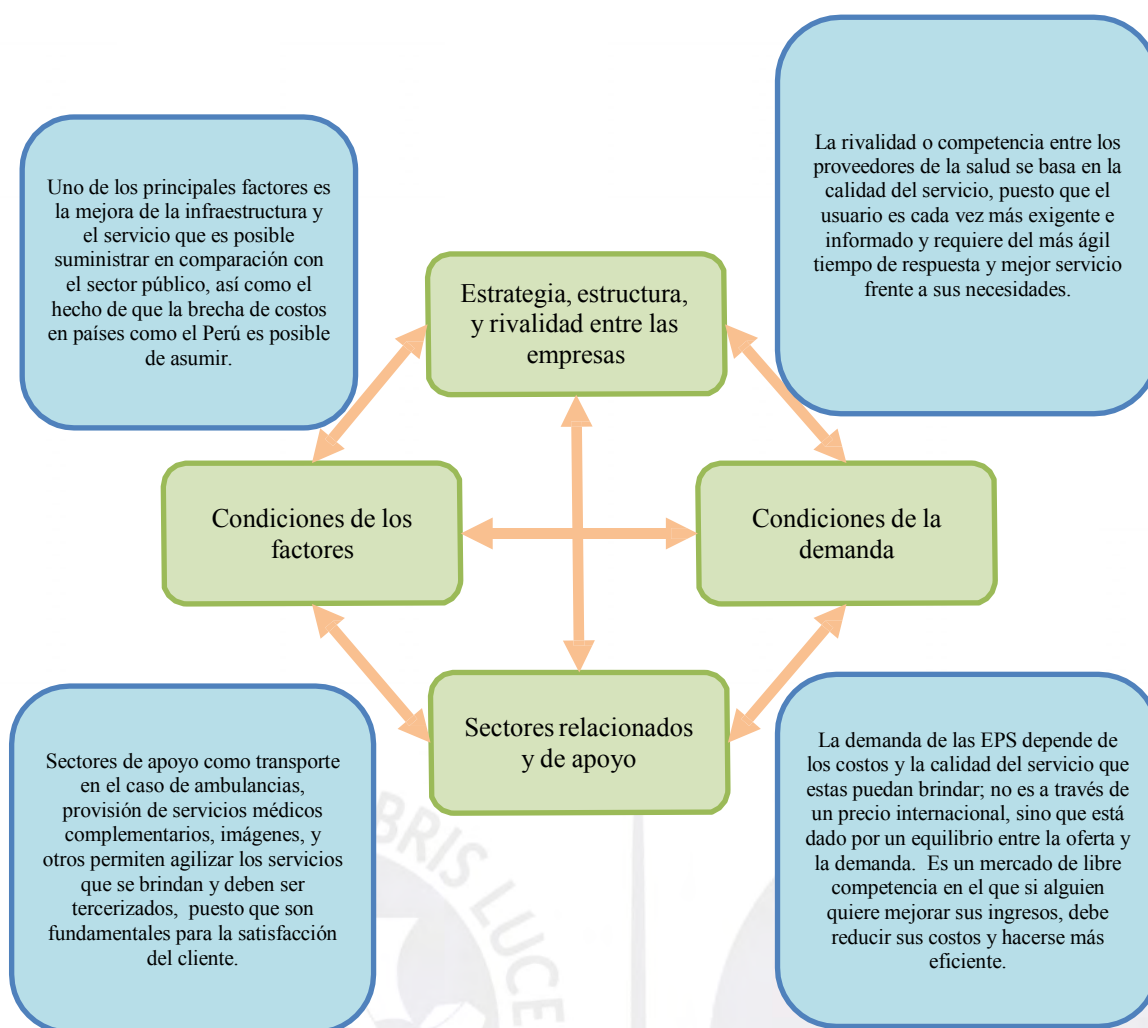 La rivalidad o competencia entre los
proveedores de la salud se basa en la
calidad del servicio, puesto que el
usuario es cada vez más exigente e
informado y requiere del más ágil
tiempo de respuesta y mejor servicio
frente a sus necesidades.
Uno de los principales factores es
la mejora de la infraestructura y
el servicio que es posible
suministrar en comparación con
el sector público, así como el
hecho de que la brecha de costos
en países como el Perú es posible
de asumir.
Estrategia, estructura,
y rivalidad entre las
empresas
Condiciones de los
factores
Condiciones de la
demanda
Sectores relacionados
y de apoyo
Sectores de apoyo como transporte
en el caso de ambulancias,
provisión de servicios médicos
complementarios, imágenes, y
otros permiten agilizar los servicios
que se brindan y deben ser
tercerizados, puesto que son
fundamentales para la satisfacción
del cliente.
La demanda de las EPS depende de
los costos y la calidad del servicio que
estas puedan brindar; no es a través de
un precio internacional, sino que está
dado por un equilibrio entre la oferta y
la demanda. Es un mercado de libre
competencia en el que si alguien
quiere mejorar sus ingresos, debe
reducir sus costos y hacerse más
eficiente.
BRIS LUCE